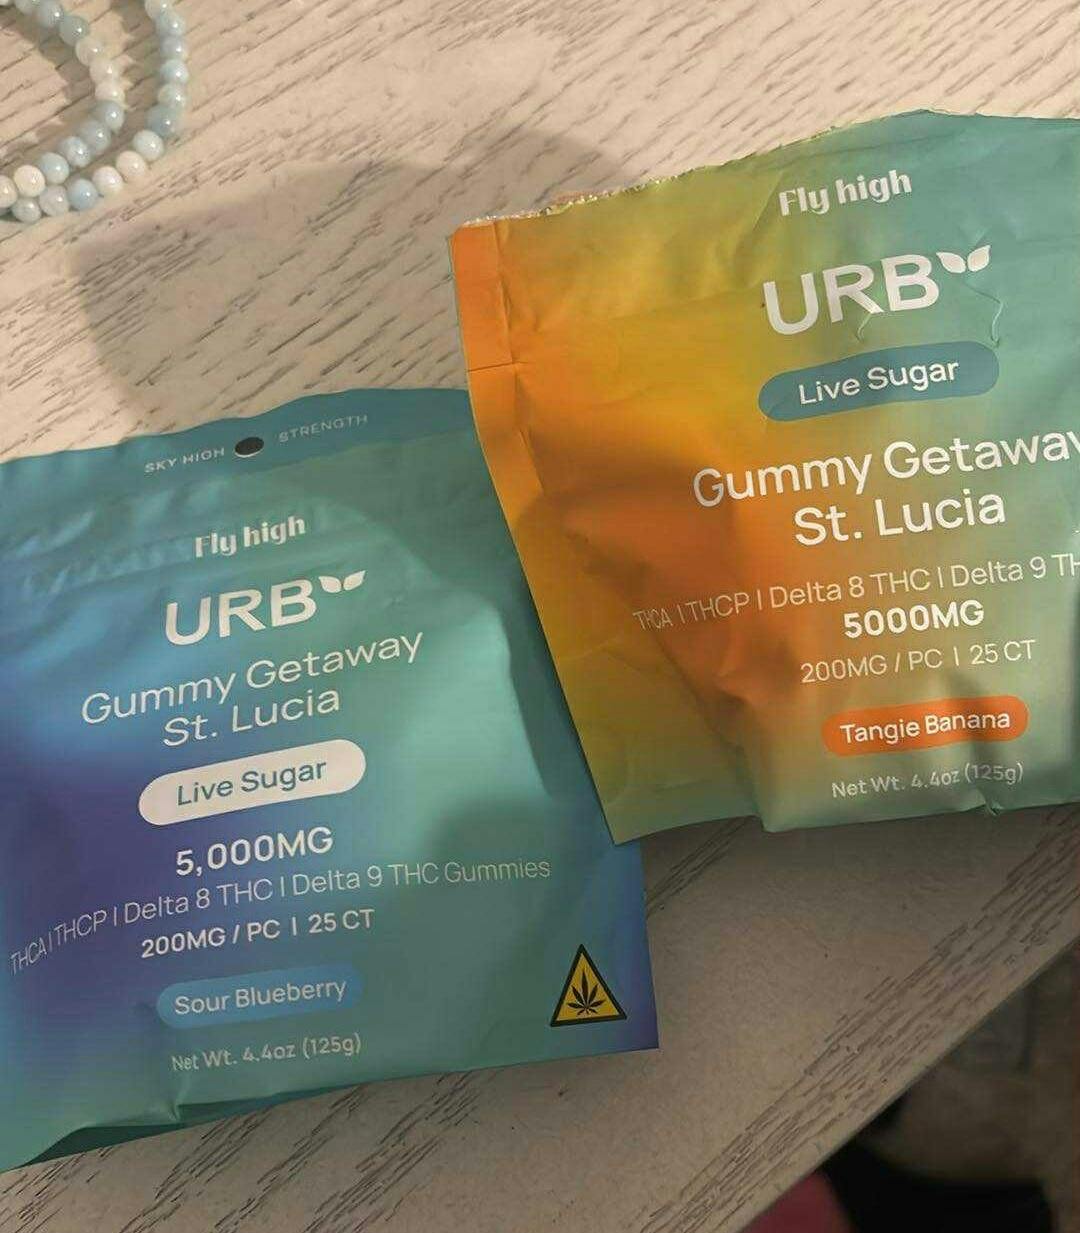 SKY HIGH STRENGTH
Fly high
URB
Gummy Getaway
St. Lucia
Live Sugar
5,000MG
THCA | THCP | Delta 8 THC | Delta 9 THC Gummies
200MG / PC | 25 CT
Sour Blueberry
Net Wt. 4.4oz (125g)
Fly high
URB
Live Sugar
Gummy Getaway
St. Lucia
THCA | THCP | Delta 8 THC | Delta 9 TH
5000MG
200MG / PC | 25 CT
Tangie Banana
Net Wt. 4.4oz (125g)